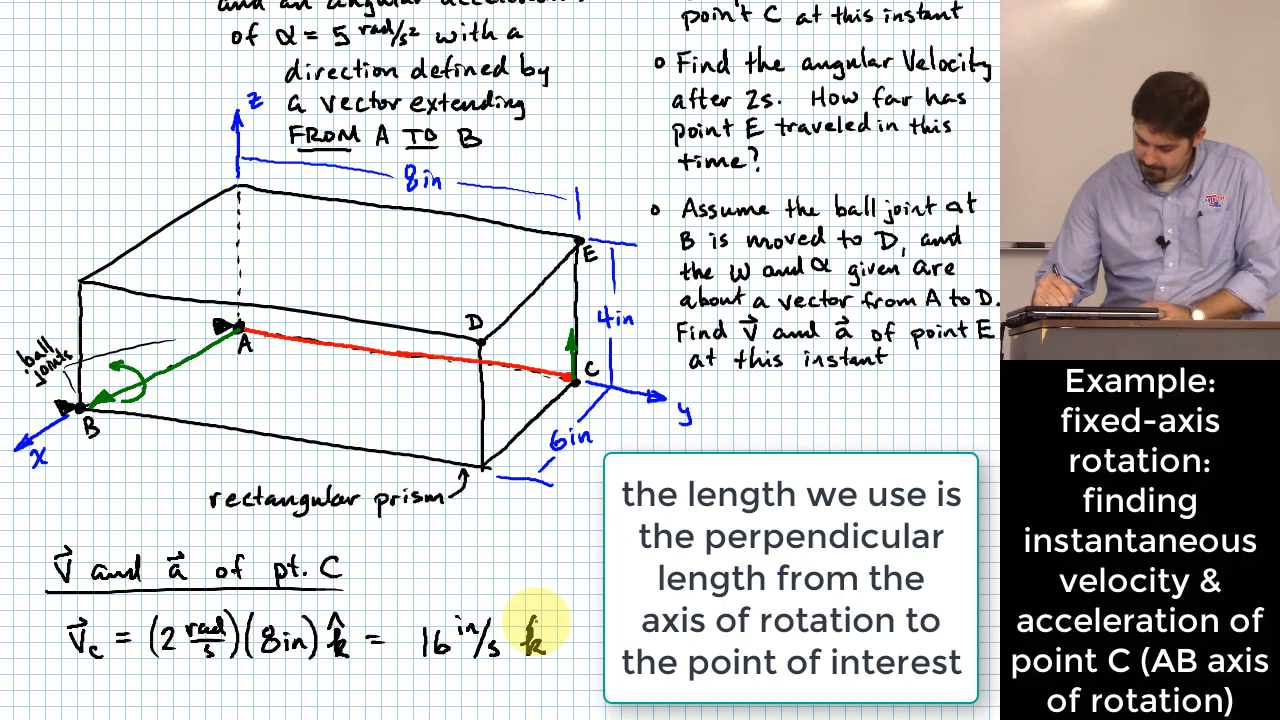 of α = 5 rad/s² with a
direction defined by
a vector extending
FROM A TO B
point C at this instant
• Find the angular Velocity
after 2s. How far has
point E traveled in this
time?
• Assume the ball joint at
B is moved to D, and
the ω and α given are
about a vector from A to D.
Find v⃗ and a⃗ of point E
at this instant
z
8in
E
4in
D
A
C
y
ball
joints
B
x
6in
rectangular prism
v⃗ and a⃗ of pt. C
v⃗c = (2 rad/s)(8in) k̂ = 16 in/s k̂
the length we use is
the perpendicular
length from the
axis of rotation to
the point of interest
Example:
fixed-axis
rotation:
finding
instantaneous
velocity &
acceleration of
point C (AB axis
of rotation)